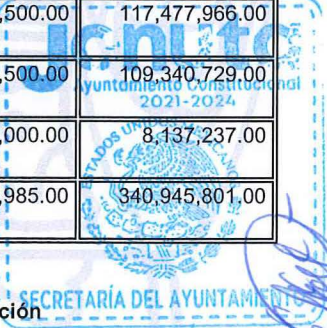 ,500.00 117,477,966.00
,500.00 109,340,729.00
Ayuntamiento Constitucional
2021-2024
,000.00 8,137,237.00
ESTADOS UNIDOS MEXICANOS
,985.00 340,945,801.00
SECRETARÍA DEL AYUNTAMIENTO
ción